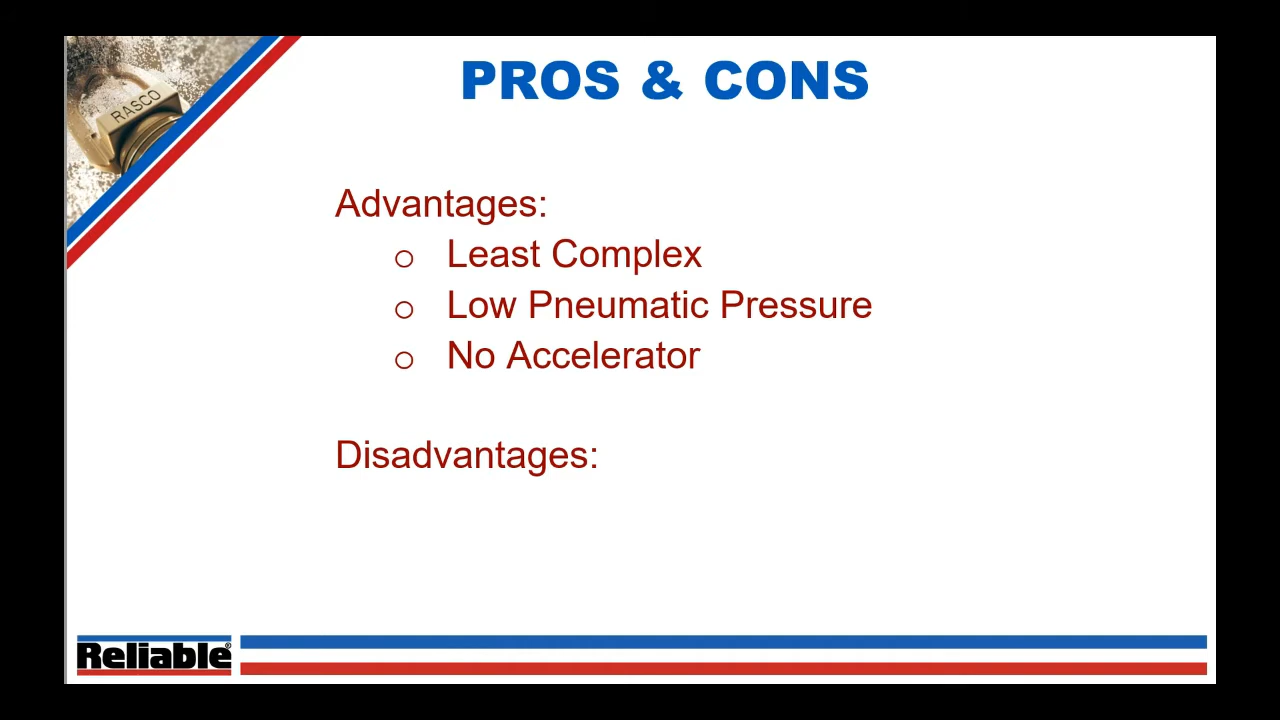 PROS & CONS
RASCO
Advantages:
o Least Complex
o Low Pneumatic Pressure
o No Accelerator
Disadvantages:
Reliable®